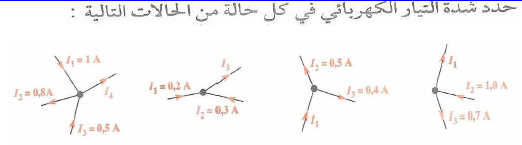 حدد شدة التيار الكهربائي في كل حالة من الحالات التالية :
I₁ = 1 A
I₂ = 0,8A
I₄
I₃ = 0,5 A
I₃
I₁ = 0,2 A
I₂ = 0,3 A
I₂ = 0,5 A
I₃ = 0,4 A
I₁
I₁
I₂ = 1,0 A
I₃ = 0,7 A